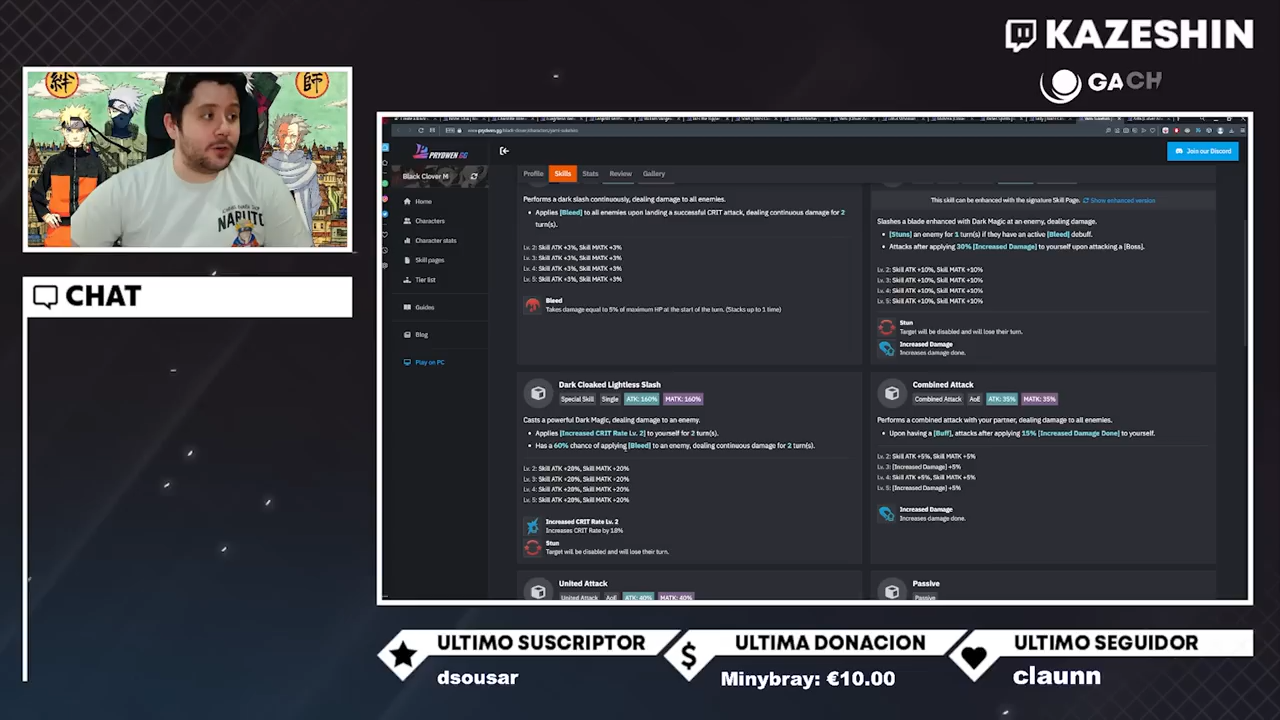 KAZESHIN
GACH
絆
師
NARUTO
CHAT
www.prydwen.gg/black-clover/characters/yami-sukehiro
PRYDWEN.GG
Join our Discord
Black Clover M
Profile
Skills
Stats
Review
Gallery
Home
Characters
Character stats
Skill pages
Tier list
Guides
Blog
Play on PC
Performs a dark slash continuously, dealing damage to all enemies.
Applies [Bleed] to all enemies upon landing a successful CRIT attack, dealing continuous damage for 2
turn(s).
Lv. 2: Skill ATK +3%, Skill MATK +3%
Lv. 3: Skill ATK +3%, Skill MATK +3%
Lv. 4: Skill ATK +3%, Skill MATK +3%
Lv. 5: Skill ATK +3%, Skill MATK +3%
Bleed
Takes damage equal to 5% of maximum HP at the start of the turn. (Stacks up to 1 time)
This skill can be enhanced with the signature Skill Page. Show enhanced version
Slashes a blade enhanced with Dark Magic at an enemy, dealing damage.
[Stuns] an enemy for 1 turn(s) if they have an active [Bleed] debuff.
Attacks after applying 30% [Increased Damage] to yourself upon attacking a [Boss].
Lv. 2: Skill ATK +10%, Skill MATK +10%
Lv. 3: Skill ATK +10%, Skill MATK +10%
Lv. 4: Skill ATK +10%, Skill MATK +10%
Lv. 5: Skill ATK +10%, Skill MATK +10%
Stun
Target will be disabled and will lose their turn.
Increased Damage
Increases damage done.
Dark Cloaked Lightless Slash
Special Skill Single ATK: 160% MATK: 160%
Casts a powerful Dark Magic, dealing damage to an enemy.
Applies [Increased CRIT Rate Lv. 2] to yourself for 2 turn(s).
Has a 60% chance of applying [Bleed] to an enemy, dealing continuous damage for 2 turn(s).
Lv. 2: Skill ATK +20%, Skill MATK +20%
Lv. 3: Skill ATK +20%, Skill MATK +20%
Lv. 4: Skill ATK +20%, Skill MATK +20%
Lv. 5: Skill ATK +20%, Skill MATK +20%
Increased CRIT Rate Lv. 2
Increases CRIT Rate by 18%
Stun
Target will be disabled and will lose their turn.
Combined Attack
Combined Attack AoE ATK: 35% MATK: 35%
Performs a combined attack with your partner, dealing damage to all enemies.
Upon having a [Buff], attacks after applying 15% [Increased Damage Done] to yourself.
Lv. 2: Skill ATK +5%, Skill MATK +5%
Lv. 3: [Increased Damage] +5%
Lv. 4: Skill ATK +5%, Skill MATK +5%
Lv. 5: [Increased Damage] +5%
Increased Damage
Increases damage done.
United Attack
United Attack AoE ATK: 40% MATK: 40%
Passive
Passive
ULTIMO SUSCRIPTOR
dsousar
ULTIMA DONACION
Minybray: €10.00
ULTIMO SEGUIDOR
claunn